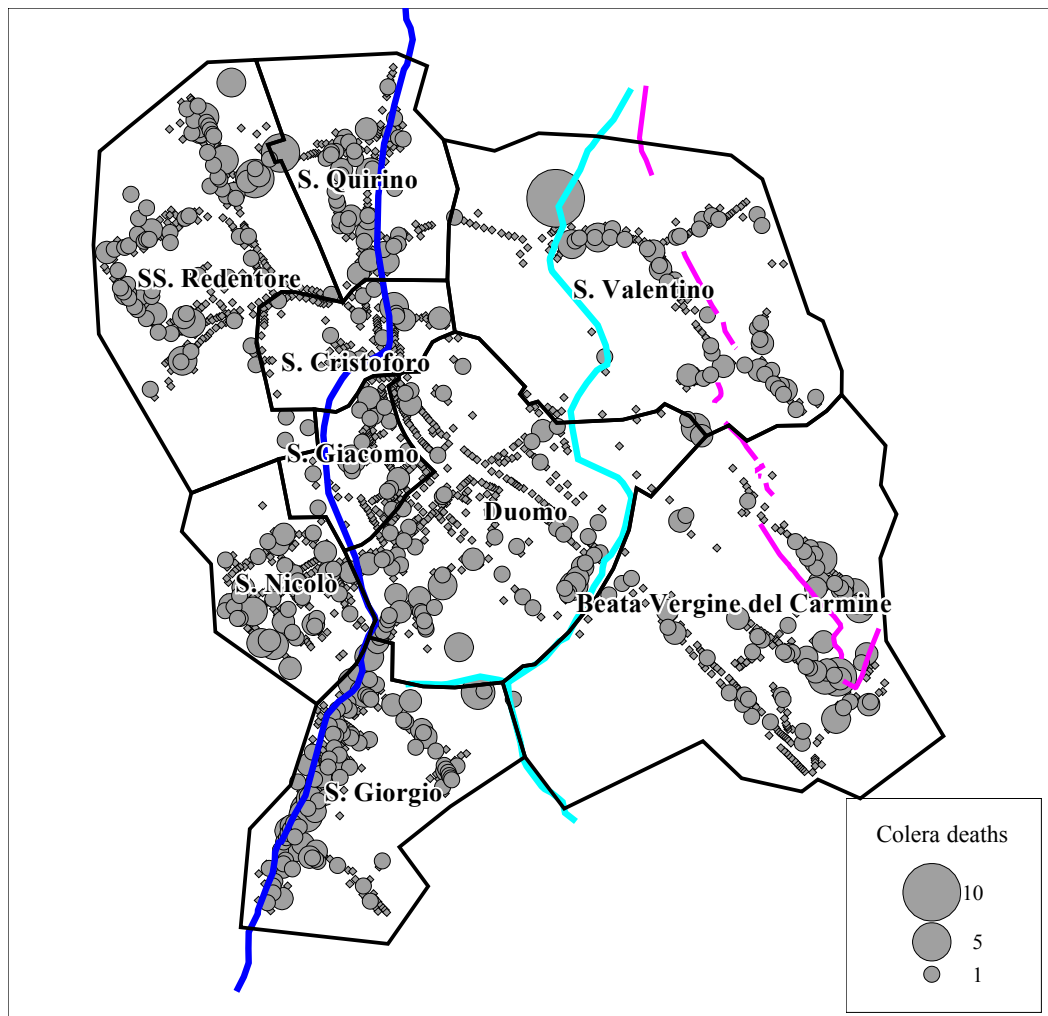 S. Quirino
SS. Redentore
S. Valentino
S. Cristoforo
S. Giacomo
Duomo
S. Nicolò
Beata Vergine del Carmine
S. Giorgio
Colera deaths
10
5
1